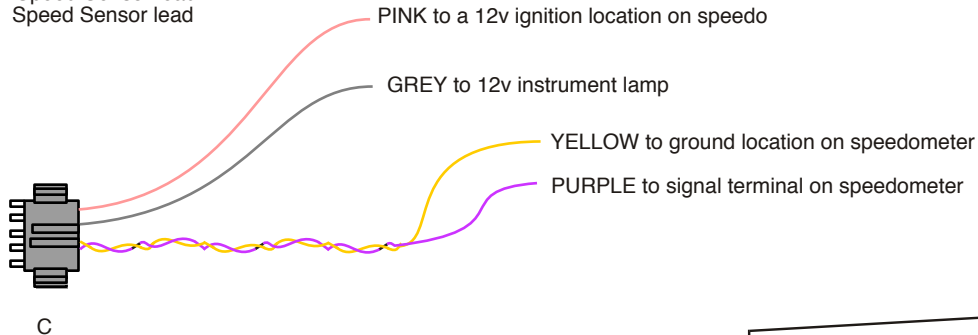 Speed Sensor lead
PINK to a 12v ignition location on speedo
GREY to 12v instrument lamp
YELLOW to ground location on speedometer
PURPLE to signal terminal on speedometer
C